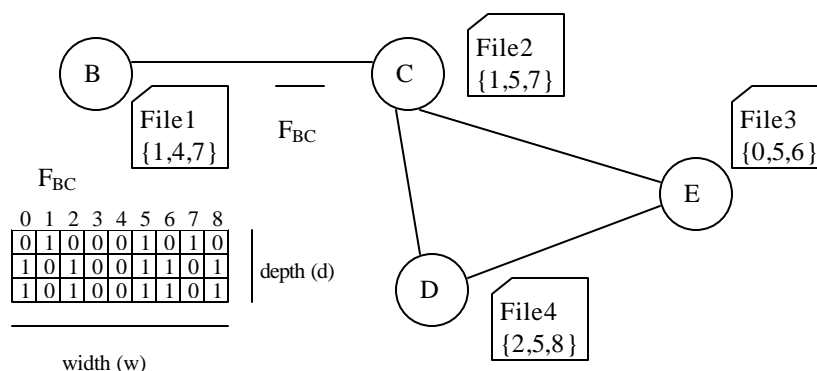 File2
{1,5,7}
B
C
File1
{1,4,7}
F_BC
File3
{0,5,6}
F_BC
E
0 1 2 3 4 5 6 7 8
0 1 0 0 0 1 0 1 0
1 0 1 0 0 1 1 0 1
1 0 1 0 0 1 1 0 1
depth (d)
D
File4
{2,5,8}
width (w)